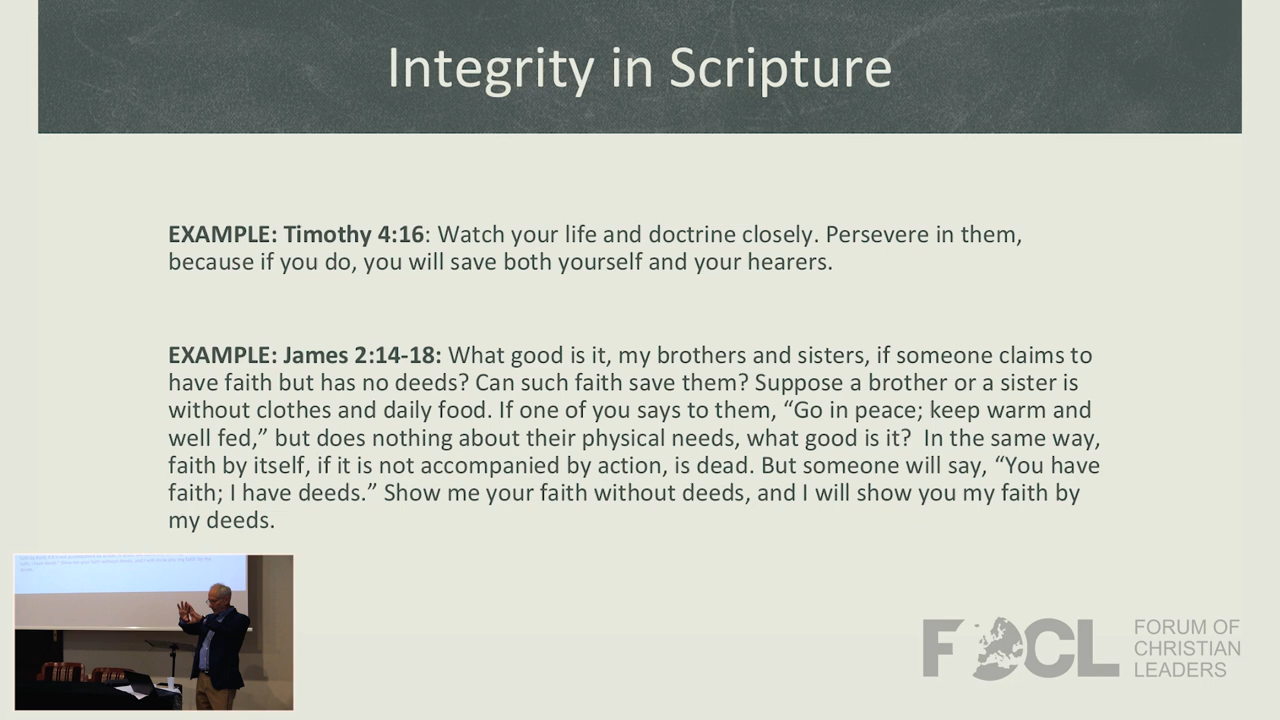 Integrity in Scripture
EXAMPLE: Timothy 4:16: Watch your life and doctrine closely. Persevere in them,
because if you do, you will save both yourself and your hearers.
EXAMPLE: James 2:14-18: What good is it, my brothers and sisters, if someone claims to
have faith but has no deeds? Can such faith save them? Suppose a brother or a sister is
without clothes and daily food. If one of you says to them, “Go in peace; keep warm and
well fed,” but does nothing about their physical needs, what good is it?  In the same way,
faith by itself, if it is not accompanied by action, is dead. But someone will say, “You have
faith; I have deeds.” Show me your faith without deeds, and I will show you my faith by
my deeds.
FOCL
FORUM OF
CHRISTIAN
LEADERS